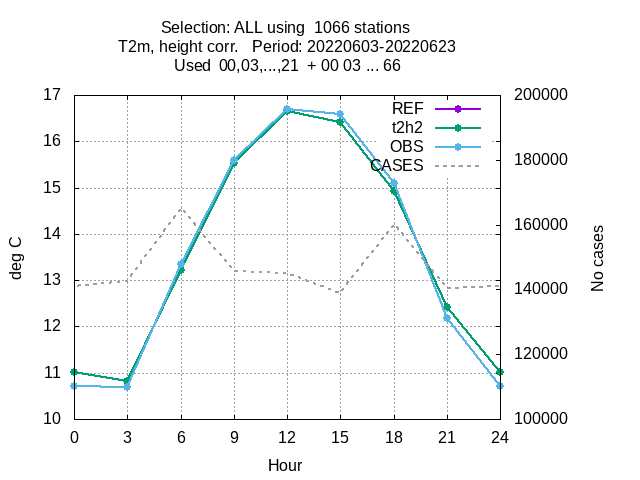 Selection: ALL using  1066 stations
T2m, height corr.   Period: 20220603-20220623
Used  00,03,...,21  + 00 03 ... 66
17
16
15
14
13
12
11
10
deg C
REF
t2h2
OBS
CASES
200000
180000
160000
140000
120000
100000
No cases
0 3 6 9 12 15 18 21 24
Hour